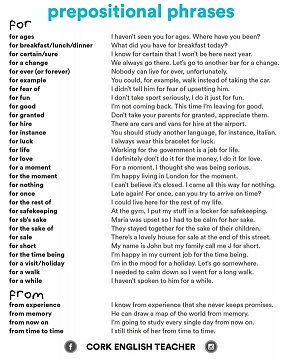 prepositional phrases
for
for ages I haven't seen you for ages. Where have you been?
for breakfast/lunch/dinner What did you have for breakfast today?
for certain/sure I know for certain that I won't be here next year.
for a change We always go there. Let's go to another bar for a change.
for ever (or forever) Nobody can live for ever, unfortunately.
for example You could, for example, walk instead of taking the car.
for fear of I didn't tell him for fear of upsetting him.
for fun I don't take sport seriously, I do it just for fun.
for good I'm not coming back. This time I'm leaving for good.
for granted Don't take your parents for granted, appreciate them.
for hire There are cars and vans for hire at the airport.
for instance You should study another language, for instance, Italian.
for luck I always wear this bracelet for luck.
for life Working for the government is a job for life.
for love I definitely don't do it for the money, I do it for love.
for a moment For a moment, I thought she was being serious.
for the moment I'm happy living in London for the moment.
for nothing I can't believe it's closed. I came all this way for nothing.
for once Late again! For once, can you try to arrive on time?
for the rest of I could live here for the rest of my life.
for safekeeping At the gym, I put my stuff in a locker for safekeeping.
for sb's sake Maria was upset so I had to be calm for her sake.
for the sake of They stayed together for the sake of their children.
for sale There's a lovely house for sale at the end of this street.
for short My name is John but my family call me J for short.
for the time being I'm happy in my current job for the time being.
for a visit/holiday I'm in the mood for a holiday. Let's go somewhere.
for a walk I needed to calm down so I went for a long walk.
for a while I haven't spoken to him for a while.
from
from experience I know from experience that she never keeps promises.
from memory He can draw a map of the world from memory.
from now on I'm going to study every single day from now on.
from time to time I still think of her from time to time.
CORK ENGLISH TEACHER